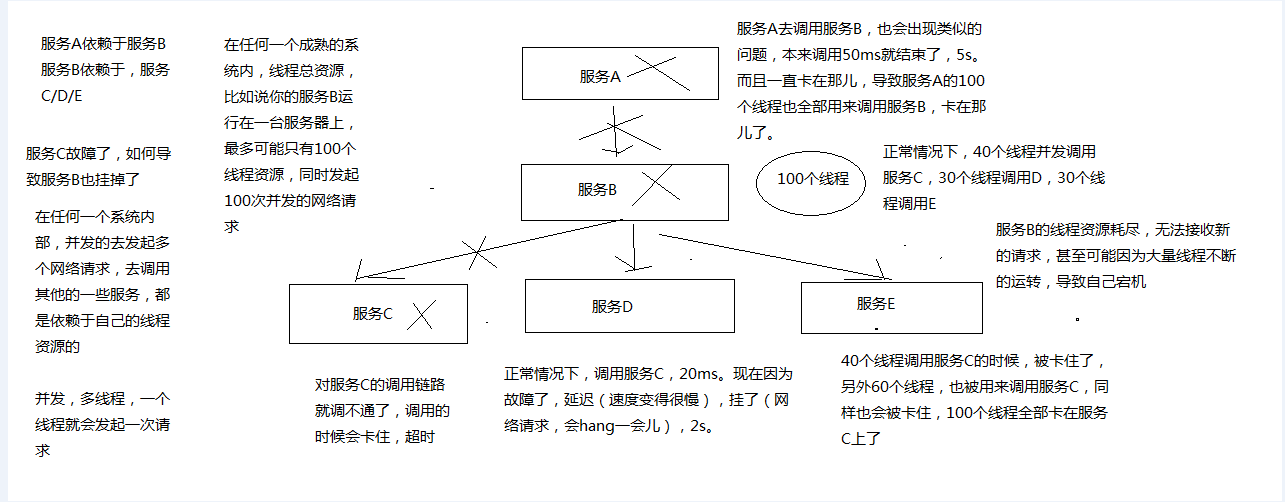 服务A依赖于服务B
服务B依赖于，服务
C/D/E
服务C故障了，如何导
致服务B也挂掉了
在任何一个系统内
部，并发的去发起多
个网络请求，去调用
其他的一些服务，都
是依赖于自己的线程
资源的
并发，多线程，一个
线程就会发起一次请
求
在任何一个成熟的系
统内，线程总资源，
比如说你的服务B运
行在一台服务器上，
最多可能只有100个
线程资源，同时发起
100次并发的网络请
求
服务A
服务B
服务C
服务D
服务E
100个线程
服务A去调用服务B，也会出现类似的
问题，本来调用50ms就结束了，5s。
而且一直卡在那儿，导致服务A的100
个线程也全部用来调用服务B，卡在那
儿了。
正常情况下，40个线程并发调用
服务C，30个线程调用D，30个线
程调用E
服务B的线程资源耗尽，无法接收新
的请求，甚至可能因为大量线程不断
的运转，导致自己宕机
对服务C的调用链路
就调不通了，调用的
时候会卡住，超时
正常情况下，调用服务C，20ms。现在因为
故障了，延迟（速度变得很慢），挂了（网
络请求，会hang一会儿），2s。
40个线程调用服务C的时候，被卡住了，
另外60个线程，也被用来调用服务C，同
样也会被卡住，100个线程全部卡在服务
C上了